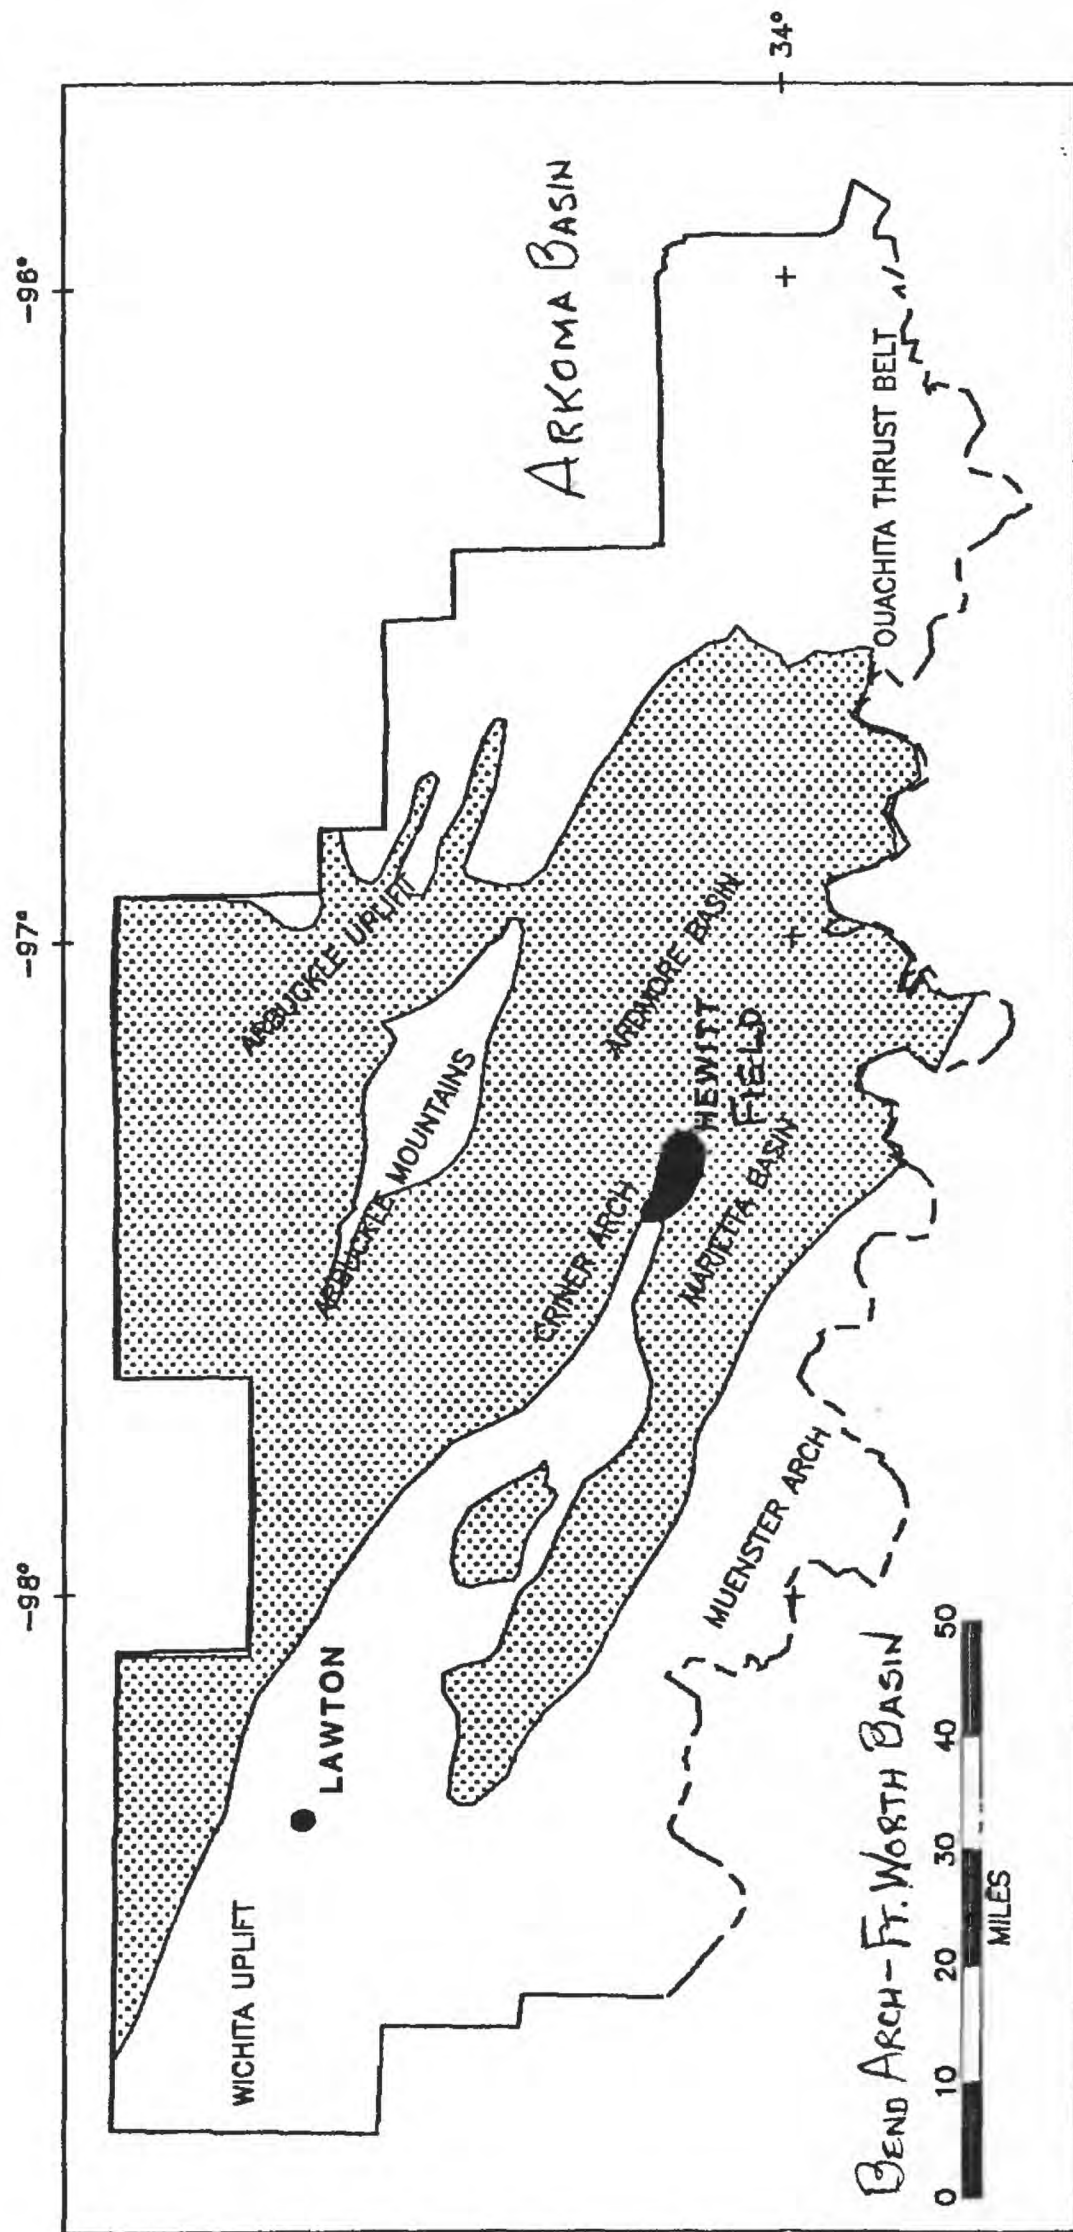 -98°
-97°
-96°
34°
WICHITA UPLIFT
LAWTON
ARBUCKLE UPLIFT
ARBUCKLE MOUNTAINS
ARKOMA BASIN
CRINER ARCH
ARDMORE BASIN
HEWITT
FIELD
MARIETTA BASIN
MUENSTER ARCH
OUACHITA THRUST BELT
BEND ARCH-FT. WORTH BASIN
0 10 20 30 40 50
MILES